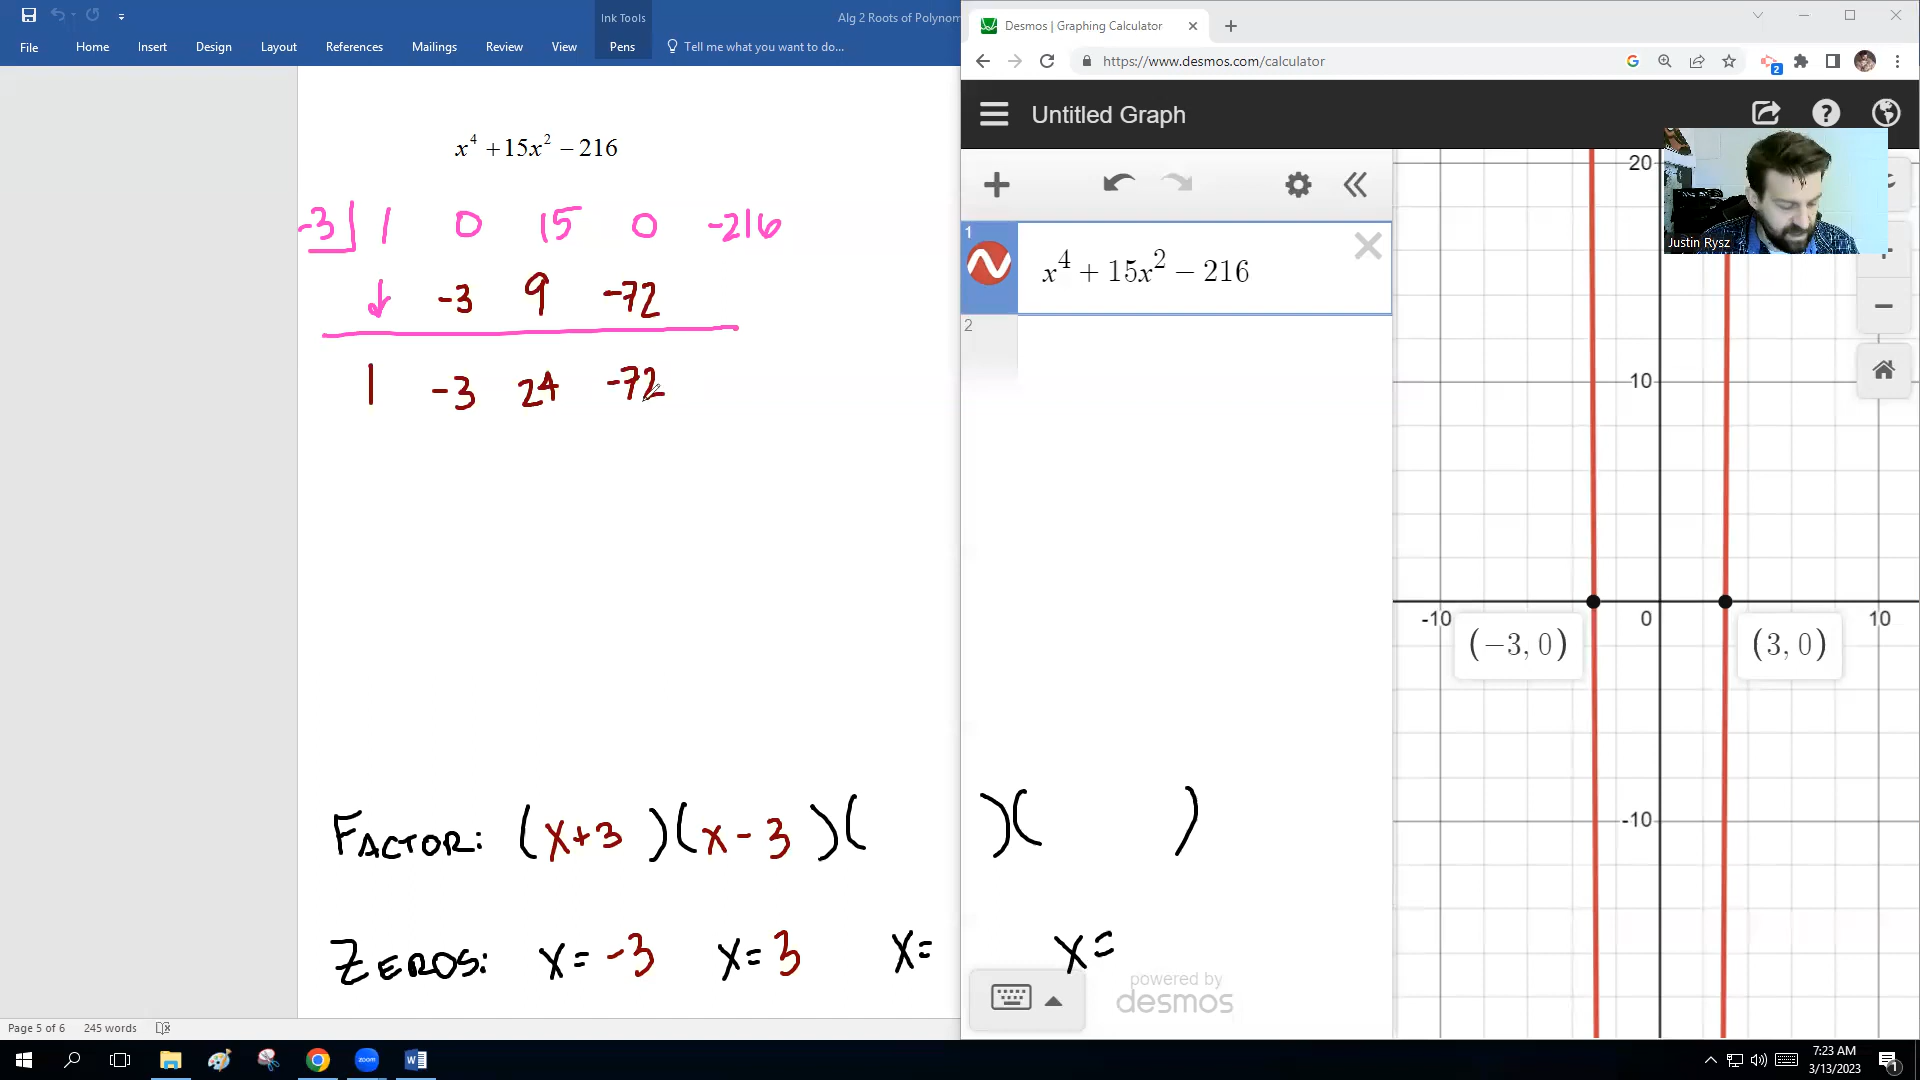 Ink Tools
Alg 2 Roots of Polynom
File Home Insert Design Layout References Mailings Review View Pens Tell me what you want to do...
x⁴ + 15x² − 216
-3 1 0 15 0 -216
↓ -3 9 -72
1 -3 24 -72
FACTOR: (x+3)(x-3)( )( )
ZEROS: x=-3 x=3 x= x=
Page 5 of 6 245 words
Desmos | Graphing Calculator
https://www.desmos.com/calculator
2
Untitled Graph
1
x⁴ + 15x² − 216
2
powered by
desmos
Justin Rysz
20
10
-10 0 10
(−3, 0) (3, 0)
-10
zoom
7:23 AM
3/13/2023
1